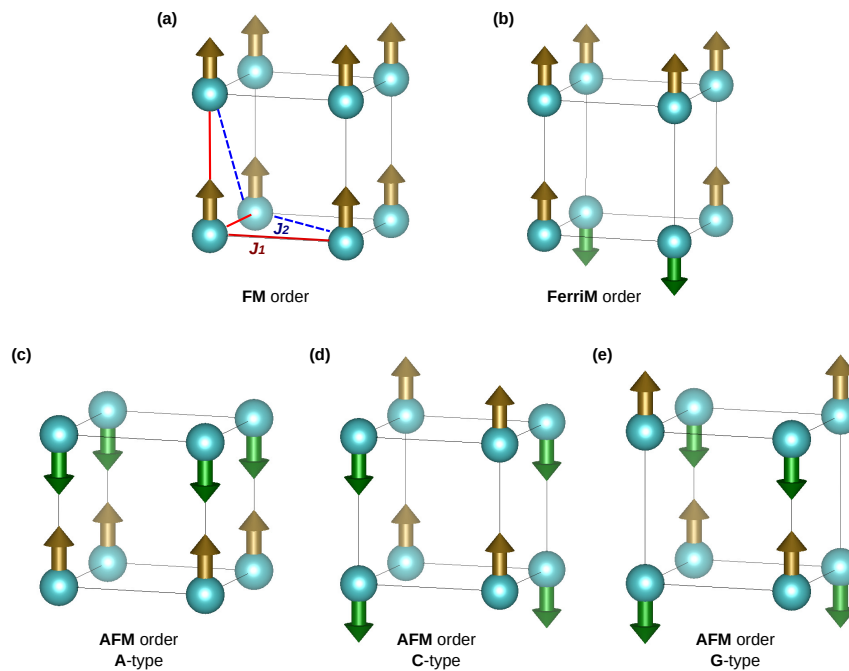 (a)
(b)
J2
J1
FM order
FerriM order
(c)
(d)
(e)
AFM order
A-type
AFM order
C-type
AFM order
G-type